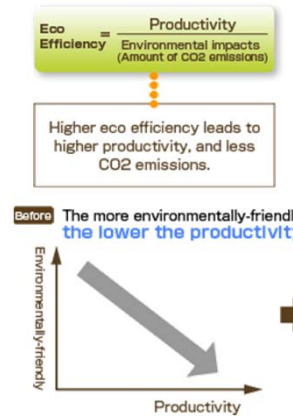 Eco
Efficiency
=
Productivity
Environmental impacts
(Amount of CO2 emissions)
Higher eco efficiency leads to
higher productivity, and less
CO2 emissions.
Before
The more environmentally-friendl
the lower the productivity
Environmentally-friendly
Productivity